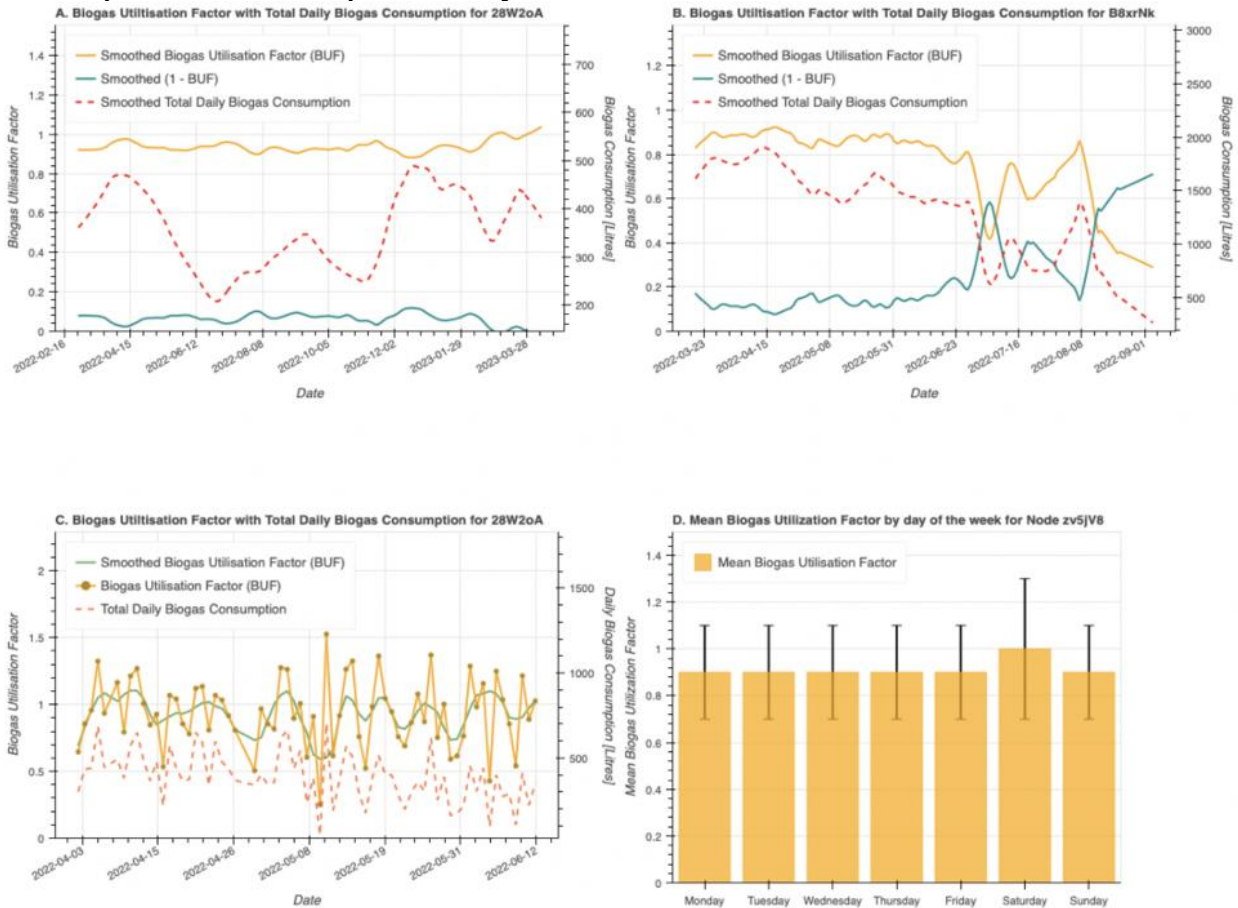 A. Biogas Utiltisation Factor with Total Daily Biogas Consumption for 28W2oA
Smoothed Biogas Utilisation Factor (BUF)
Smoothed (1 - BUF)
Smoothed Total Daily Biogas Consumption
Biogas Utilisation Factor
1.4
1.2
1
0.8
0.6
0.4
0.2
0
Biogas Consumption [Litres]
700
600
500
400
300
200
2022-02-16
2022-04-15
2022-06-12
2022-08-08
2022-10-05
2022-12-02
2023-01-29
2023-03-28
Date
B. Biogas Utiltisation Factor with Total Daily Biogas Consumption for B8xrNk
Smoothed Biogas Utilisation Factor (BUF)
Smoothed (1 - BUF)
Smoothed Total Daily Biogas Consumption
Biogas Utilisation Factor
1.2
1
0.8
0.6
0.4
0.2
0
Biogas Consumption [Litres]
3000
2500
2000
1500
1000
500
2022-03-23
2022-04-15
2022-05-08
2022-05-31
2022-06-23
2022-07-16
2022-08-08
2022-09-01
Date
C. Biogas Utiltisation Factor with Total Daily Biogas Consumption for 28W2oA
Smoothed Biogas Utilisation Factor (BUF)
Biogas Utilisation Factor (BUF)
Total Daily Biogas Consumption
Biogas Utilisation Factor
2
1.5
1
0.5
0
Daily Biogas Consumption [Litres]
1500
1000
500
2022-04-03
2022-04-15
2022-04-26
2022-05-08
2022-05-19
2022-05-31
2022-06-12
Date
D. Mean Biogas Utilization Factor by day of the week for Node zv5jV8
Mean Biogas Utilisation Factor
Mean Biogas Utilization Factor
1.4
1.2
1
0.8
0.6
0.4
0.2
0
Monday Tuesday Wednesday Thursday Friday Saturday Sunday